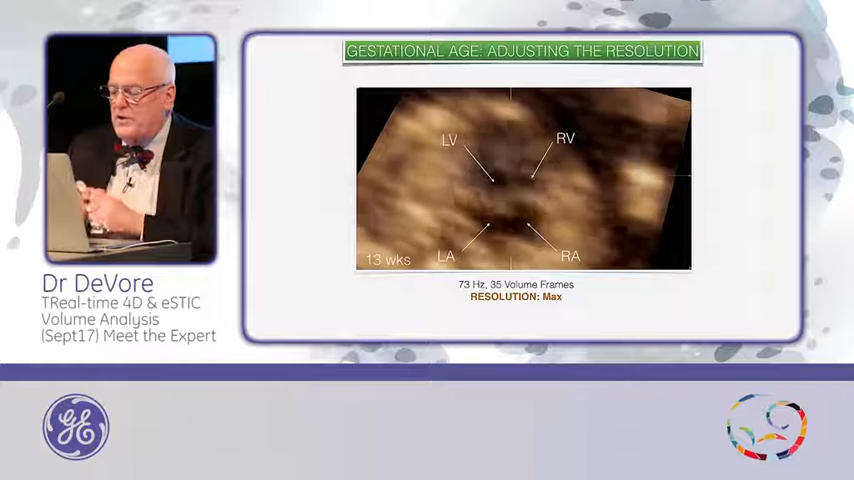 GESTATIONAL AGE: ADJUSTING THE RESOLUTION
LV
RV
LA
RA
13 wks
73 Hz, 35 Volume Frames
RESOLUTION: Max
Dr DeVore
TReal-time 4D & eSTIC
Volume Analysis
(Sept17) Meet the Expert
GE